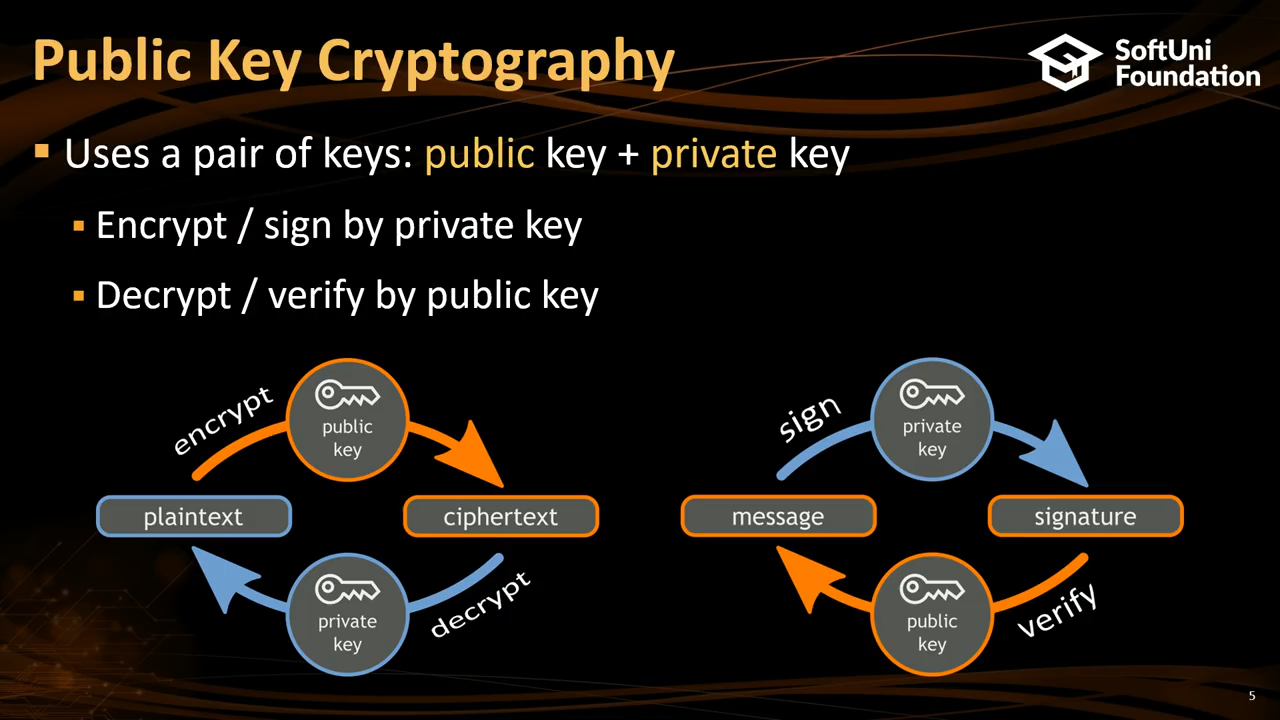 Public Key Cryptography
SoftUni
Foundation
Uses a pair of keys: public key + private key
Encrypt / sign by private key
Decrypt / verify by public key
encrypt
public
key
plaintext
ciphertext
private
key
decrypt
sign
private
key
message
signature
public
key
verify
5